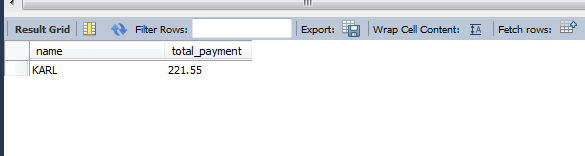 Result Grid Filter Rows: Export: Wrap Cell Content: Fetch rows:
name total_payment
KARL 221.55